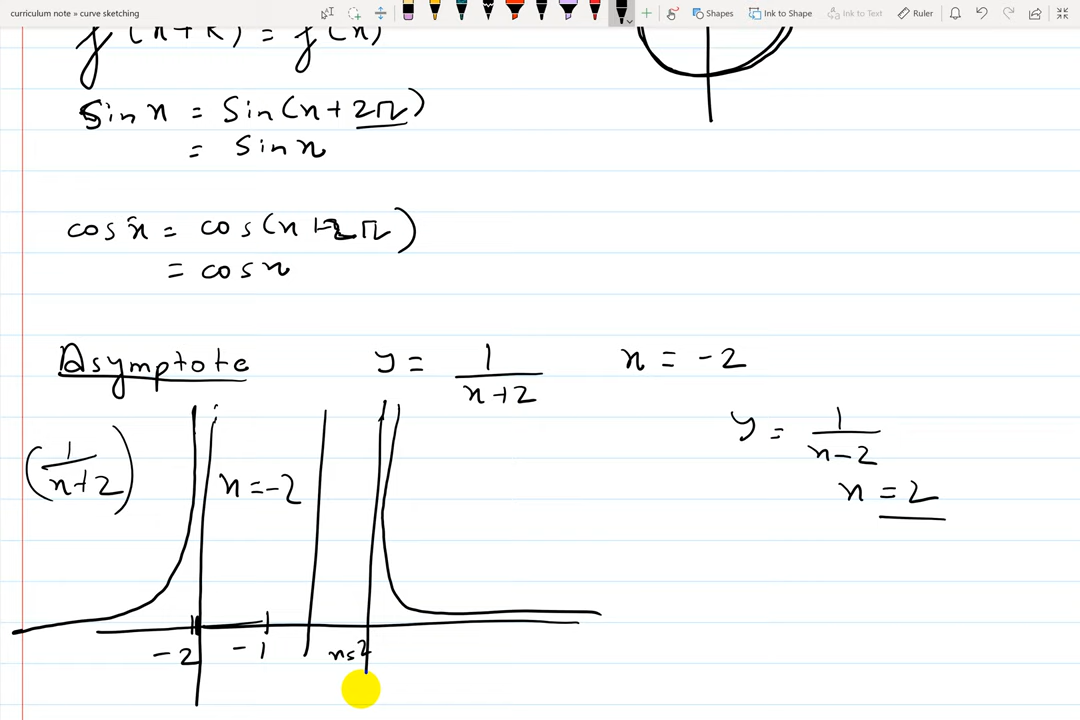 curriculum note » curve sketching
Shapes
Ink to Shape
Ink to Text
Ruler
f(x+k) = f(x)
Sin x = Sin(x+2π)
= Sin x
cos x = cos(x+2π)
= cos x
Asymptote y = 1/(x+2) x = -2
y = 1/(x-2)
x = 2
(1/(x+2)) x = -2
-2 -1 x=2